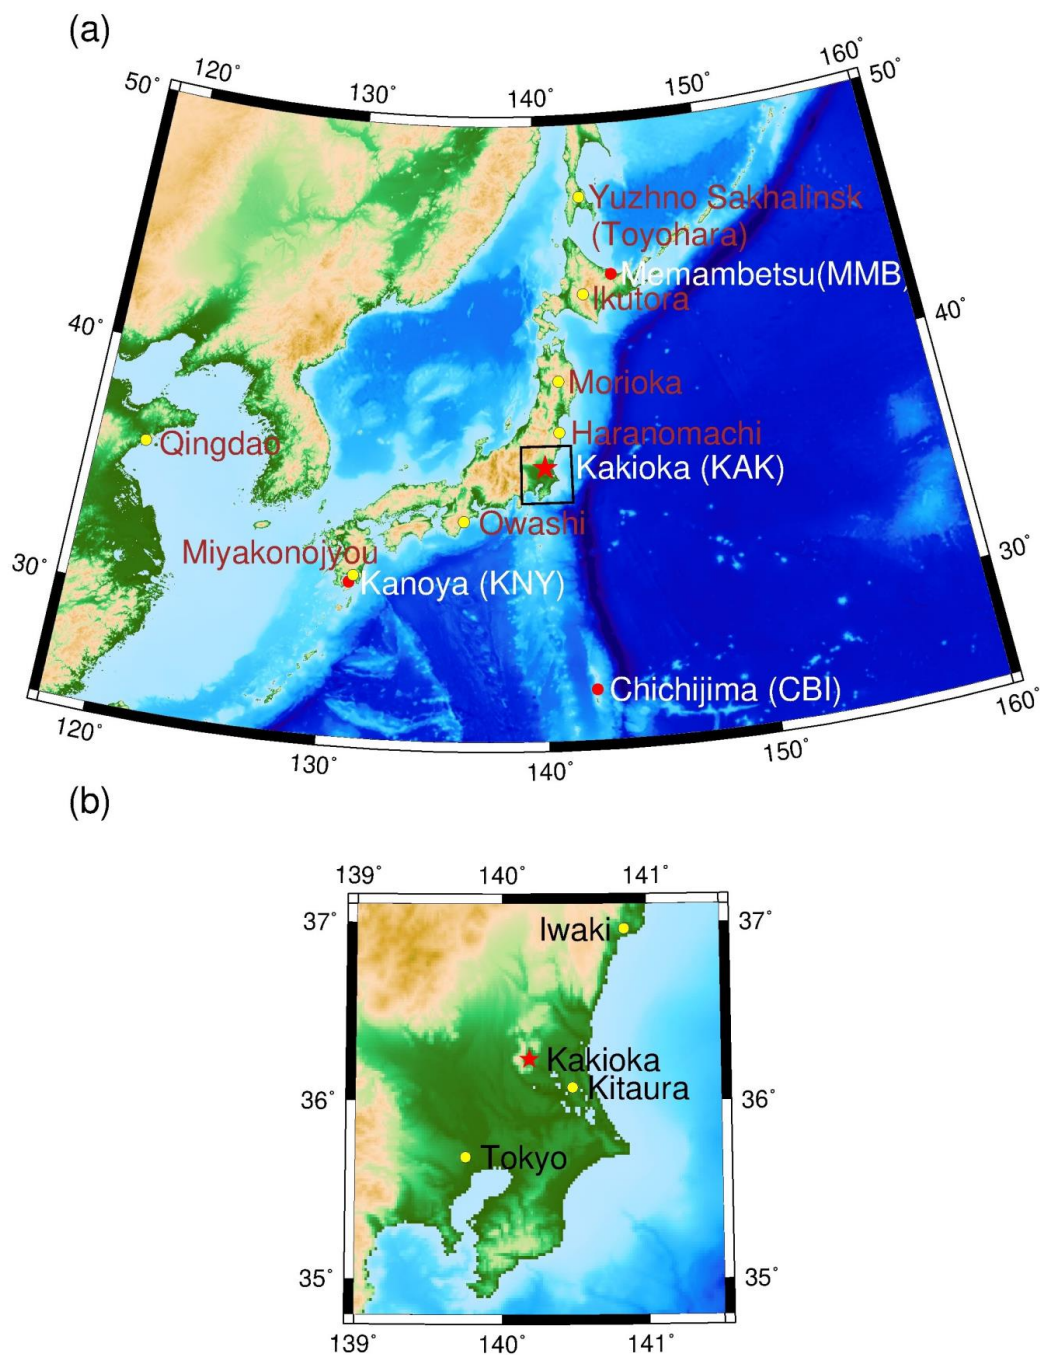 (a)
120°
130°
140°
150°
160°
50°
50°
Yuzhno Sakhalinsk
(Toyohara)
Memambetsu(MMB)
Ikutora
40°
40°
Morioka
Haranomachi
Qingdao
Kakioka (KAK)
Owashi
Miyakonojyou
30°
30°
Kanoya (KNY)
Chichijima (CBI)
120°
130°
140°
150°
160°
(b)
139°
140°
141°
37°
37°
Iwaki
Kakioka
Kitaura
36°
36°
Tokyo
35°
35°
139°
140°
141°